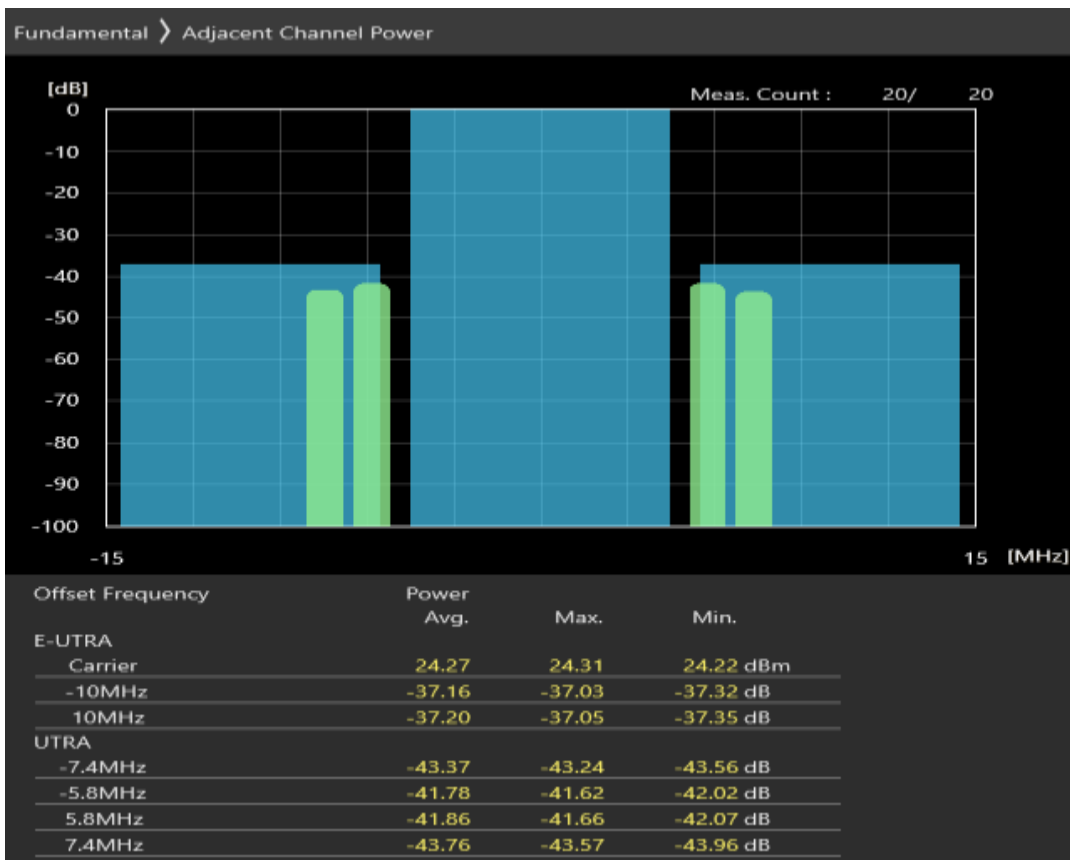 Fundamental 〉 Adjacent Channel Power
[dB]
Meas. Count : 20/ 20
0
-10
-20
-30
-40
-50
-60
-70
-80
-90
-100
-15 15 [MHz]
Offset Frequency Power
Avg. Max. Min.
E-UTRA
Carrier 24.27 24.31 24.22 dBm
-10MHz -37.16 -37.03 -37.32 dB
10MHz -37.20 -37.05 -37.35 dB
UTRA
-7.4MHz -43.37 -43.24 -43.56 dB
-5.8MHz -41.78 -41.62 -42.02 dB
5.8MHz -41.86 -41.66 -42.07 dB
7.4MHz -43.76 -43.57 -43.96 dB